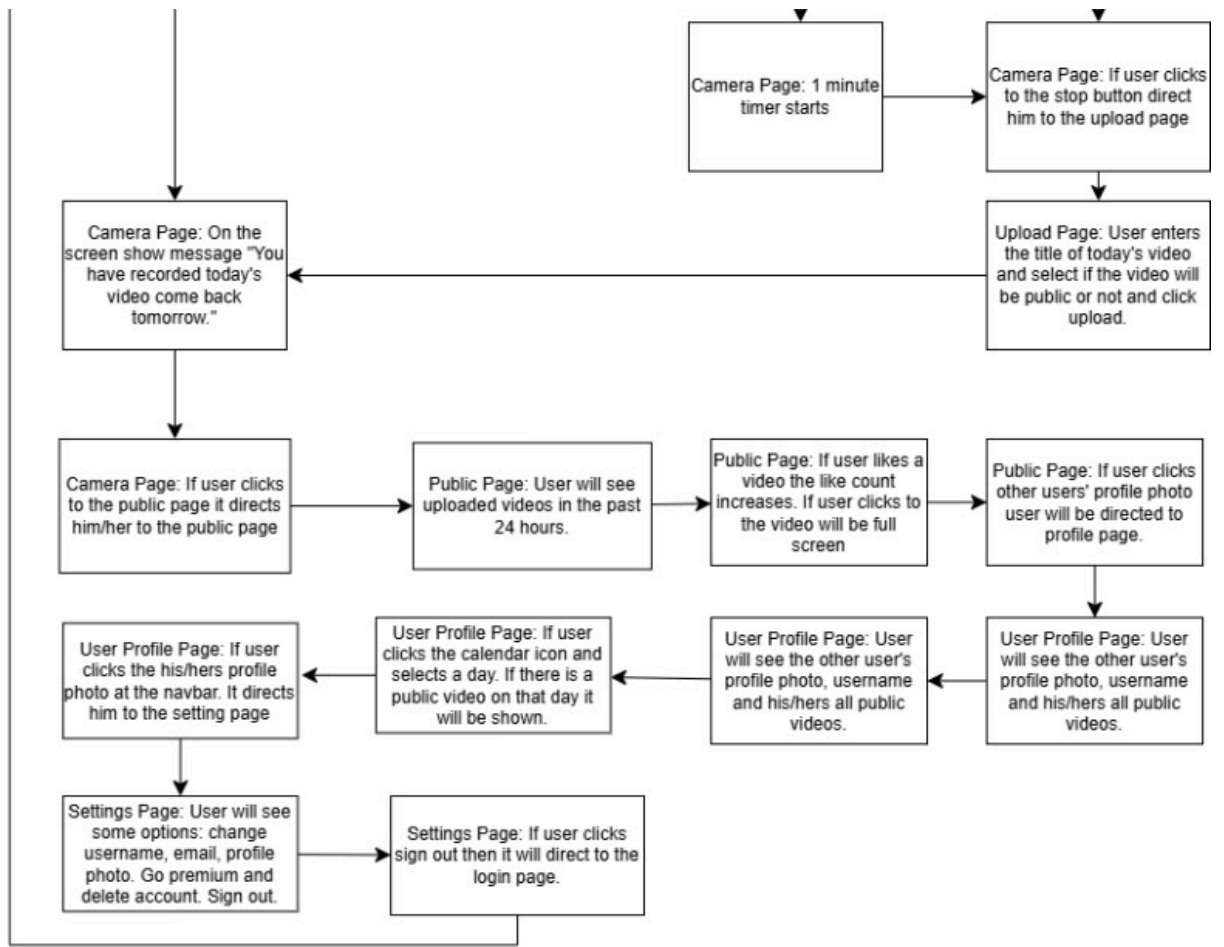 Camera Page: 1 minute
timer starts
Camera Page: If user clicks
to the stop button direct
him to the upload page
Camera Page: On the
screen show message "You
have recorded today's
video come back
tomorrow."
Upload Page: User enters
the title of today's video
and select if the video will
be public or not and click
upload.
Camera Page: If user clicks
to the public page it directs
him/her to the public page
Public Page: User will see
uploaded videos in the past
24 hours.
Public Page: If user likes a
video the like count
increases. If user clicks to
the video will be full
screen
Public Page: If user clicks
other users' profile photo
user will be directed to
profile page.
User Profile Page: If user
clicks the his/hers profile
photo at the navbar. It directs
him to the setting page
User Profile Page: If user
clicks the calendar icon and
selects a day. If there is a
public video on that day it
will be shown.
User Profile Page: User
will see the other user's
profile photo, username
and his/hers all public
videos.
User Profile Page: User
will see the other user's
profile photo, username
and his/hers all public
videos.
Settings Page: User will see
some options: change
username, email, profile
photo. Go premium and
delete account. Sign out.
Settings Page: If user clicks
sign out then it will direct to the
login page.